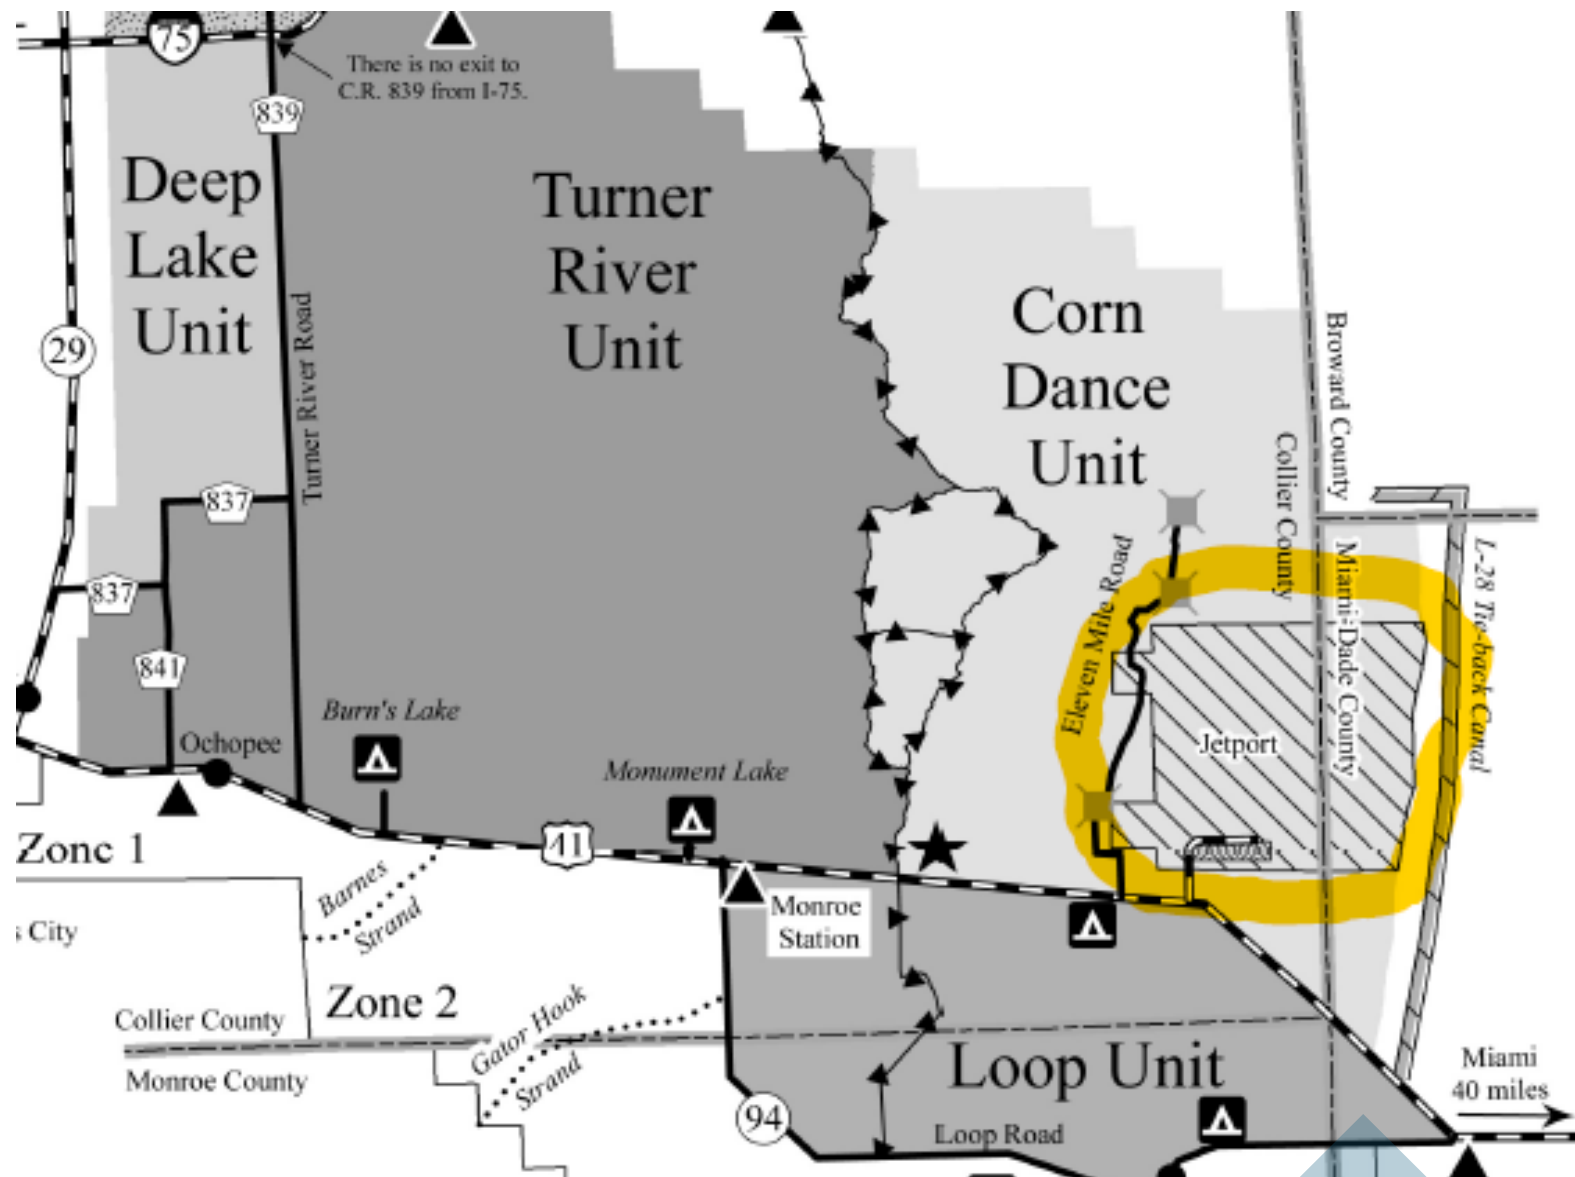 75
There is no exit to
C.R. 839 from I-75.
839
Deep
Lake
Unit
Turner
River
Unit
Corn
Dance
Unit
29
Turner River Road
Broward County
Collier County
837
837
841
Eleven Mile Road
Miami-Dade County
L-28 Tie-back Canal
Burn's Lake
Ochopee
Monument Lake
Jetport
41
Zone 1
Barnes
Strand
Monroe
Station
s City
Zone 2
Gator Hook
Strand
Collier County
Monroe County
Loop Unit
Miami
40 miles
94
Loop Road